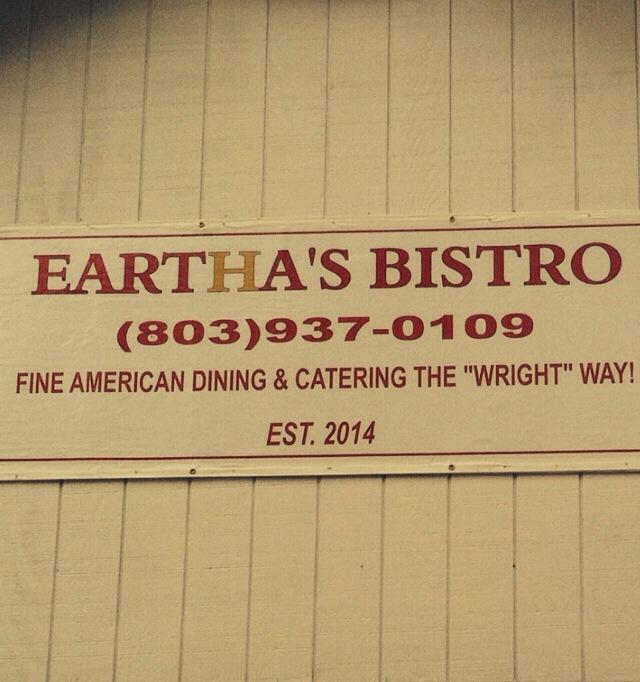 EARTHA'S BISTRO
(803)937-0109
FINE AMERICAN DINING & CATERING THE "WRIGHT" WAY!
EST. 2014